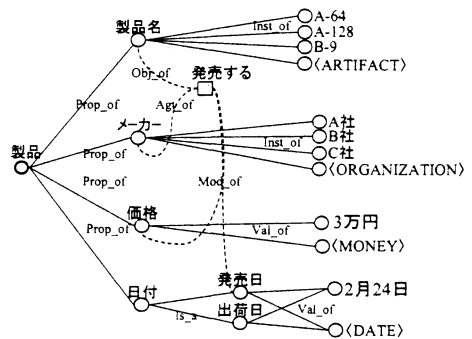 製品名
A-64
Inst_of
A-128
B-9
〈ARTIFACT〉
Obj_of
発売する
Prop_of
Agt_of
メーカー
A社
B社
Inst_of
C社
〈ORGANIZATION〉
製品
Prop_of
Prop_of
Mod_of
価格
Prop_of
Val_of
3万円
〈MONEY〉
日付
発売日
2月24日
Is_a
出荷日
Val_of
〈DATE〉